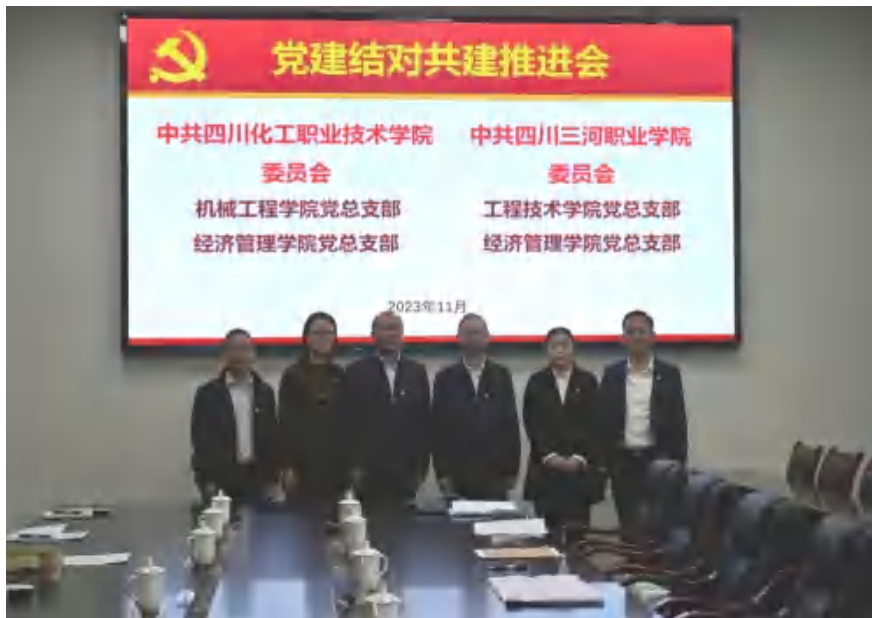 党建结对共建推进会
中共四川化工职业技术学院
委员会
机械工程学院党总支部
经济管理学院党总支部
中共四川三河职业学院
委员会
工程技术学院党总支部
经济管理学院党总支部
2023年11月